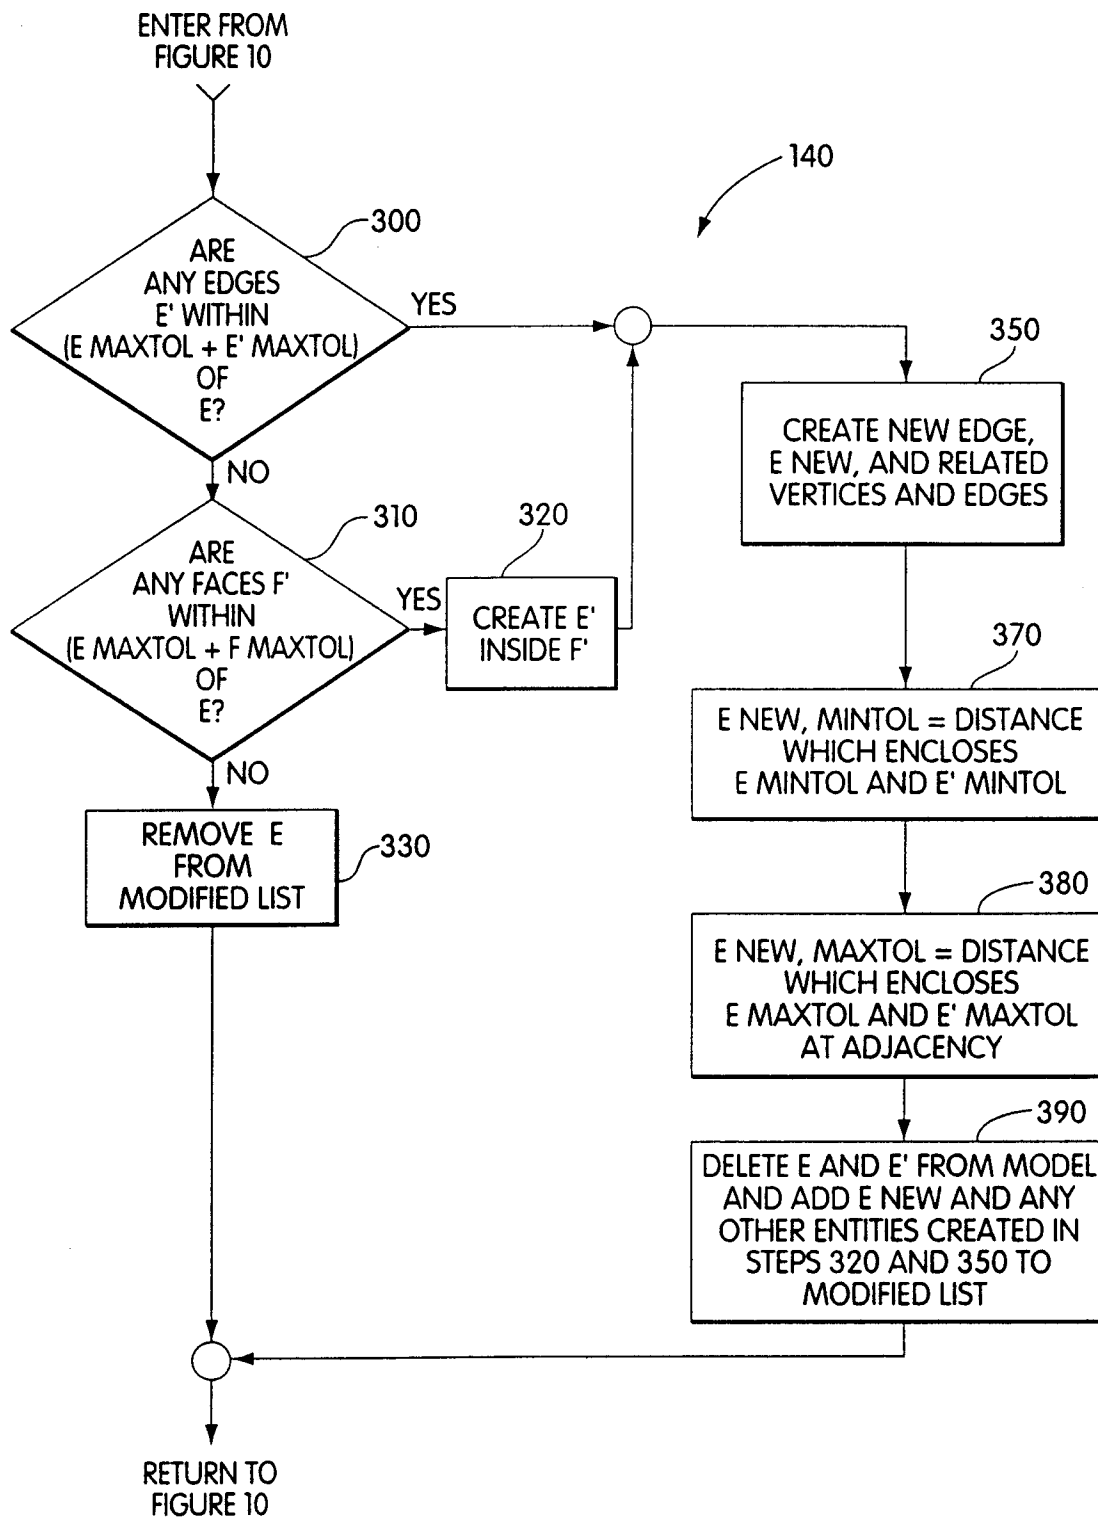 ENTER FROM
FIGURE 10
140
300
ARE
ANY EDGES
E' WITHIN
(E MAXTOL + E' MAXTOL)
OF
E?
YES
NO
350
CREATE NEW EDGE,
E NEW, AND RELATED
VERTICES AND EDGES
310
ARE
ANY FACES F'
WITHIN
(E MAXTOL + F MAXTOL)
OF
E?
YES
NO
320
CREATE E'
INSIDE F'
370
E NEW, MINTOL = DISTANCE
WHICH ENCLOSES
E MINTOL AND E' MINTOL
330
REMOVE E
FROM
MODIFIED LIST
380
E NEW, MAXTOL = DISTANCE
WHICH ENCLOSES
E MAXTOL AND E' MAXTOL
AT ADJACENCY
390
DELETE E AND E' FROM MODEL
AND ADD E NEW AND ANY
OTHER ENTITIES CREATED IN
STEPS 320 AND 350 TO
MODIFIED LIST
RETURN TO
FIGURE 10